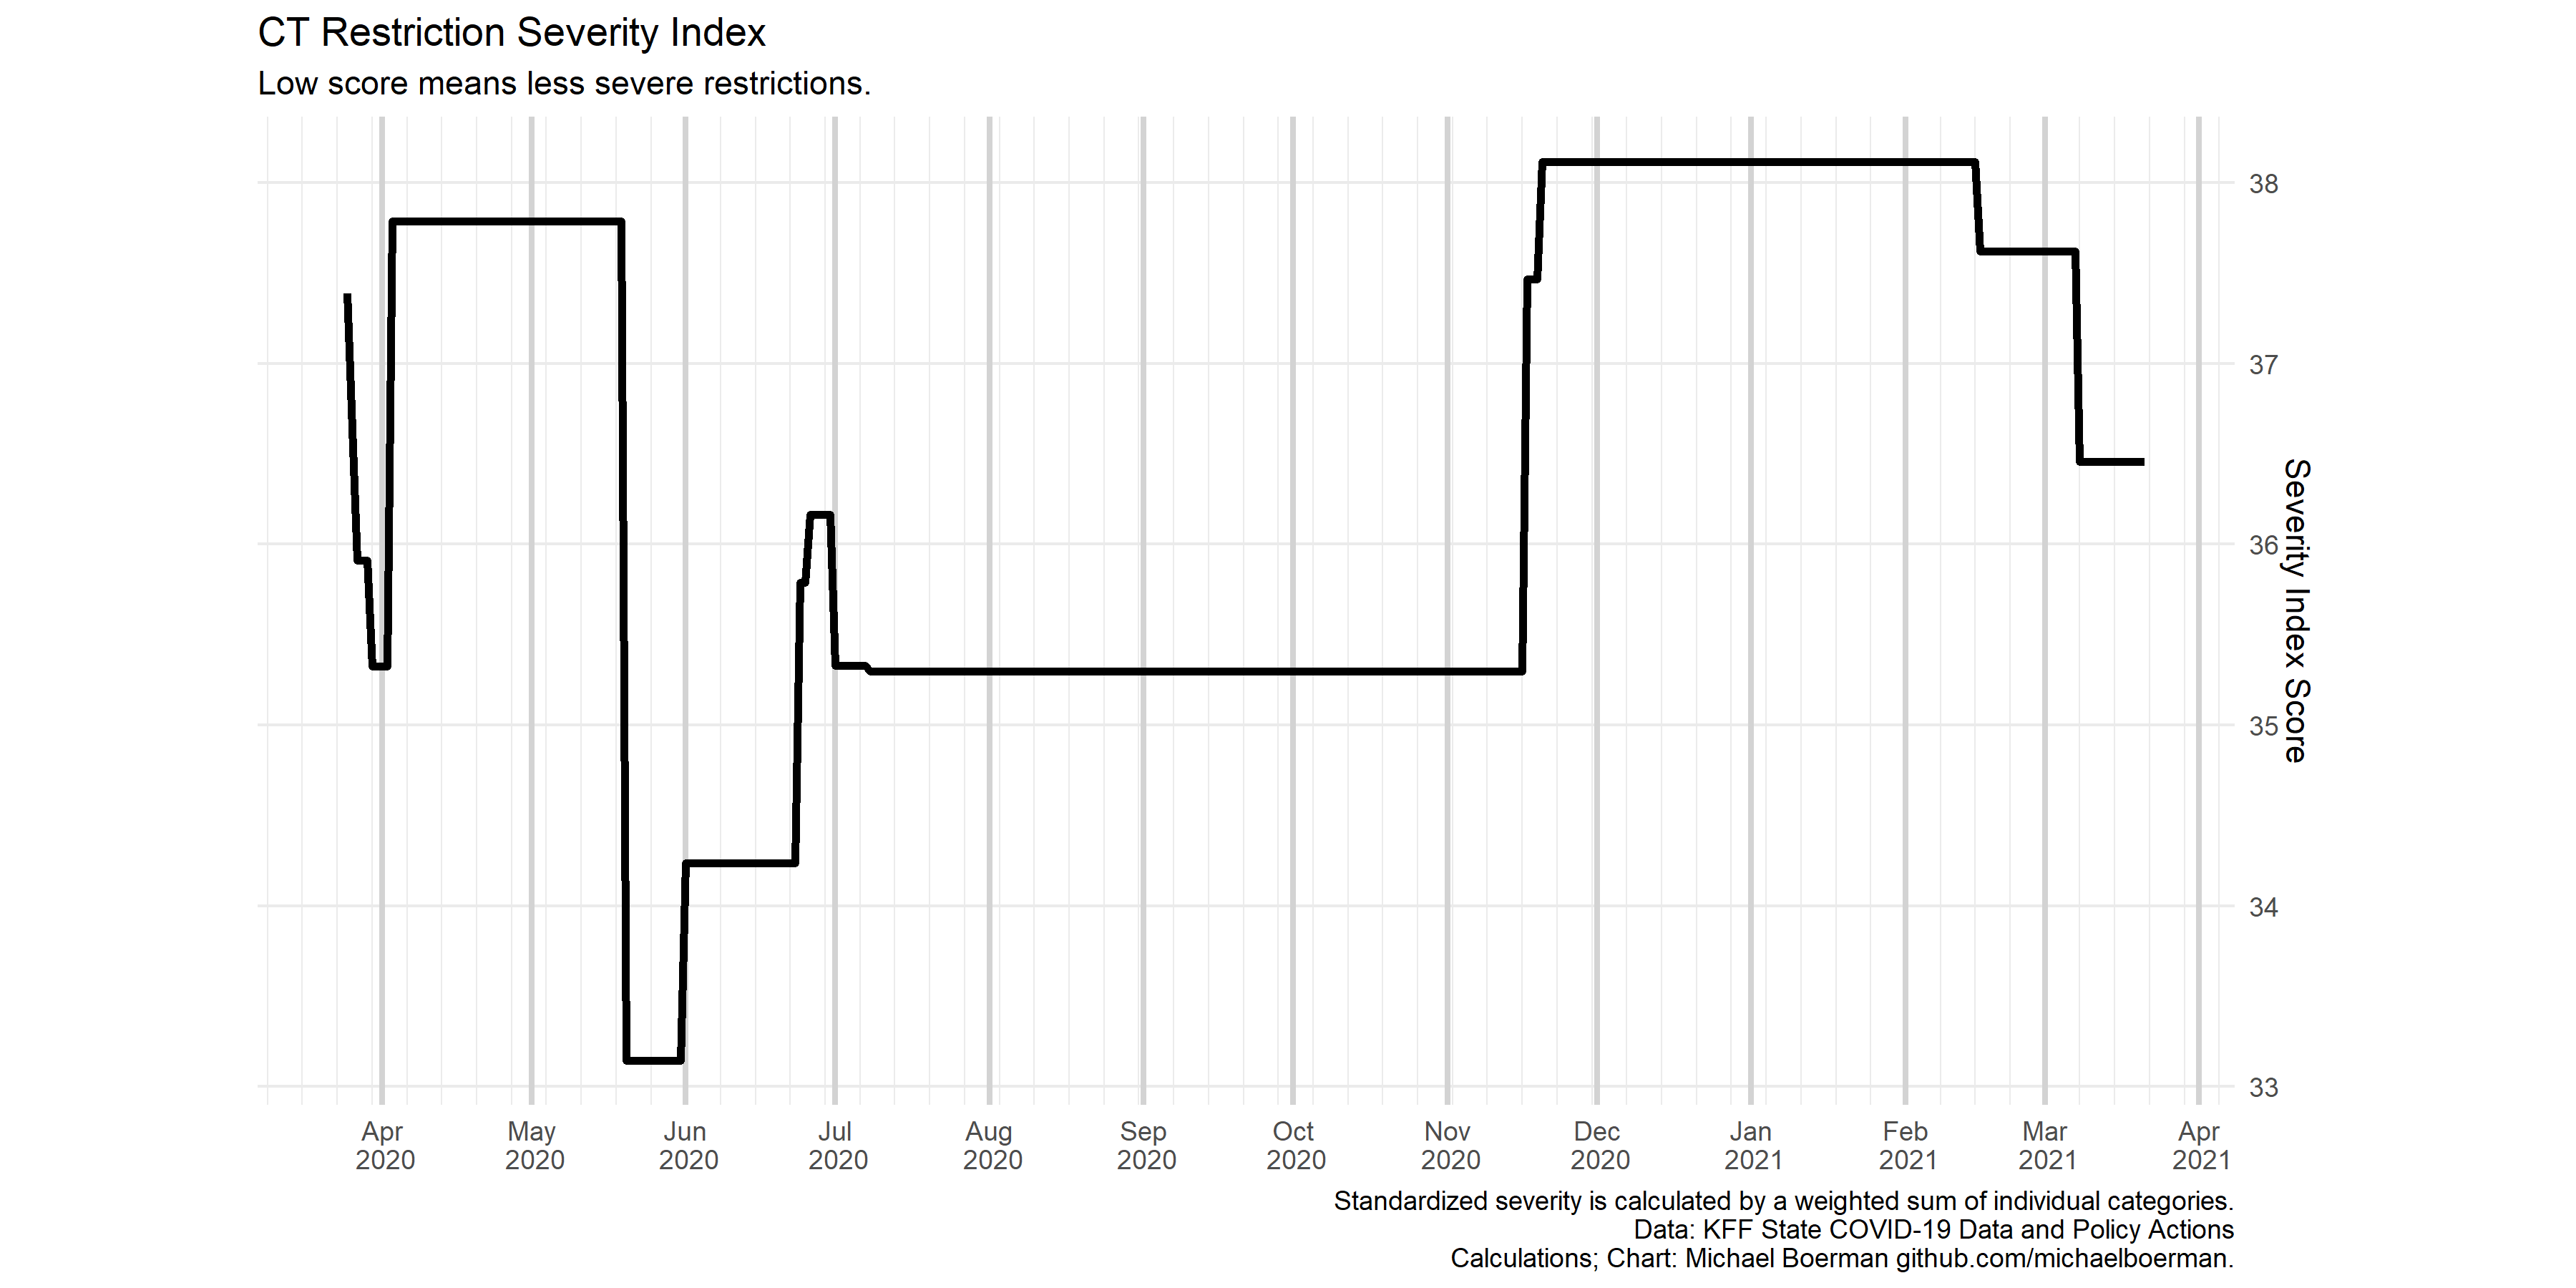 CT Restriction Severity Index
Low score means less severe restrictions.
38
37
36
35
34
33
Severity Index Score
Apr
2020
May
2020
Jun
2020
Jul
2020
Aug
2020
Sep
2020
Oct
2020
Nov
2020
Dec
2020
Jan
2021
Feb
2021
Mar
2021
Apr
2021
Standardized severity is calculated by a weighted sum of individual categories.
Data: KFF State COVID-19 Data and Policy Actions
Calculations; Chart: Michael Boerman github.com/michaelboerman.